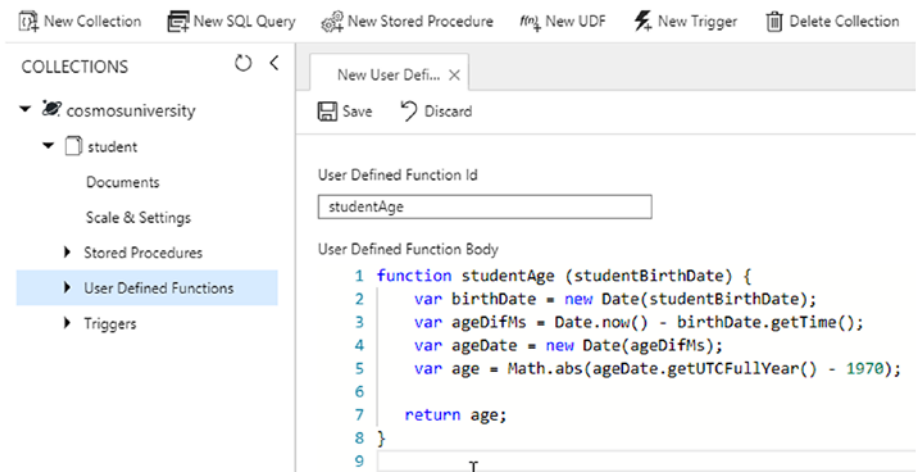 New Collection New SQL Query New Stored Procedure f(n) New UDF New Trigger Delete Collection
COLLECTIONS
cosmosuniversity
student
Documents
Scale & Settings
Stored Procedures
User Defined Functions
Triggers
New User Defi...
Save Discard
User Defined Function Id
studentAge
User Defined Function Body
1 function studentAge (studentBirthDate) {
2 var birthDate = new Date(studentBirthDate);
3 var ageDifMs = Date.now() - birthDate.getTime();
4 var ageDate = new Date(ageDifMs);
5 var age = Math.abs(ageDate.getUTCFullYear() - 1970);
6
7 return age;
8 }
9